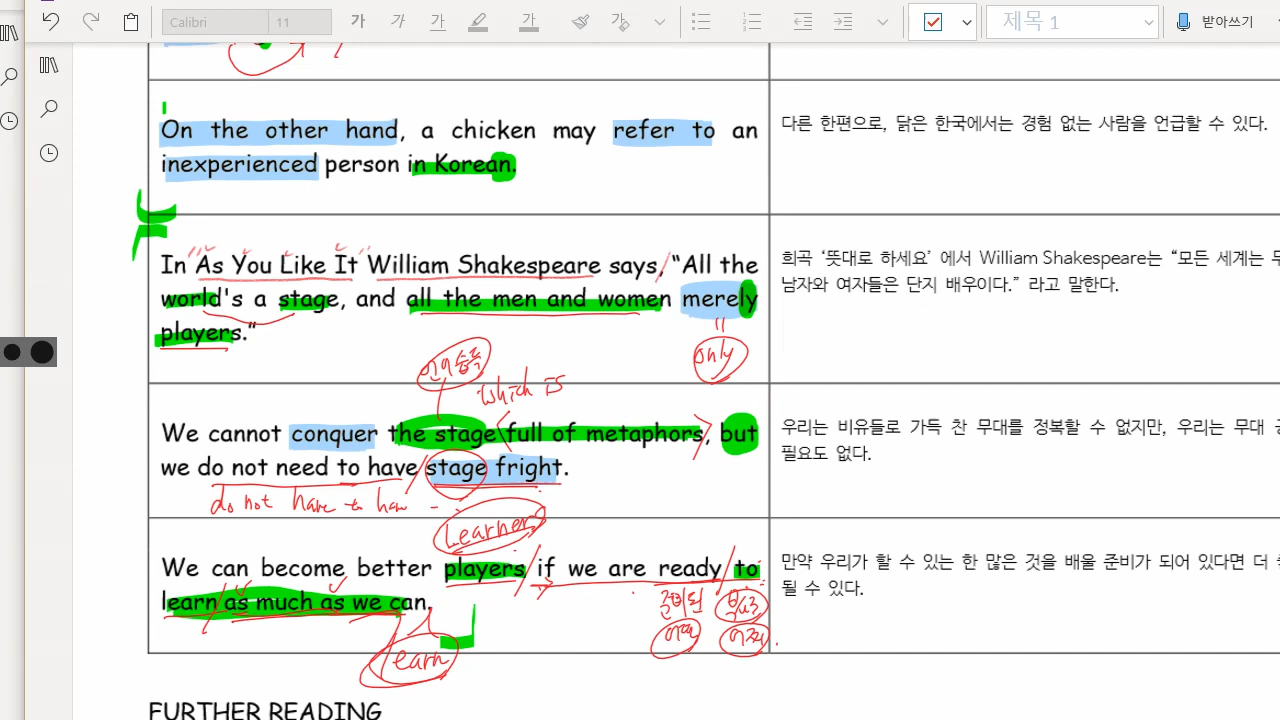 Calibri
11
가
가
가
가
가
제목 1
받아쓰기
On the other hand, a chicken may refer to an
inexperienced person in Korean.
다른 한편으로, 닭은 한국에서는 경험 없는 사람을 언급할 수 있다.
In As You Like It William Shakespeare says, “All the
world's a stage, and all the men and women merely
players.”
only
희곡 ‘뜻대로 하세요’ 에서 William Shakespeare는 “모든 세계는
남자와 여자들은 단지 배우이다.” 라고 말한다.
which is
We cannot conquer the stage full of metaphors, but
we do not need to have stage fright.
do not have to have
우리는 비유들로 가득 찬 무대를 정복할 수 없지만, 우리는 무대
필요도 없다.
Learner
We can become better players if we are ready to
learn as much as we can.
learn
만약 우리가 할 수 있는 한 많은 것을 배울 준비가 되어 있다면 더
될 수 있다.
FURTHER READING